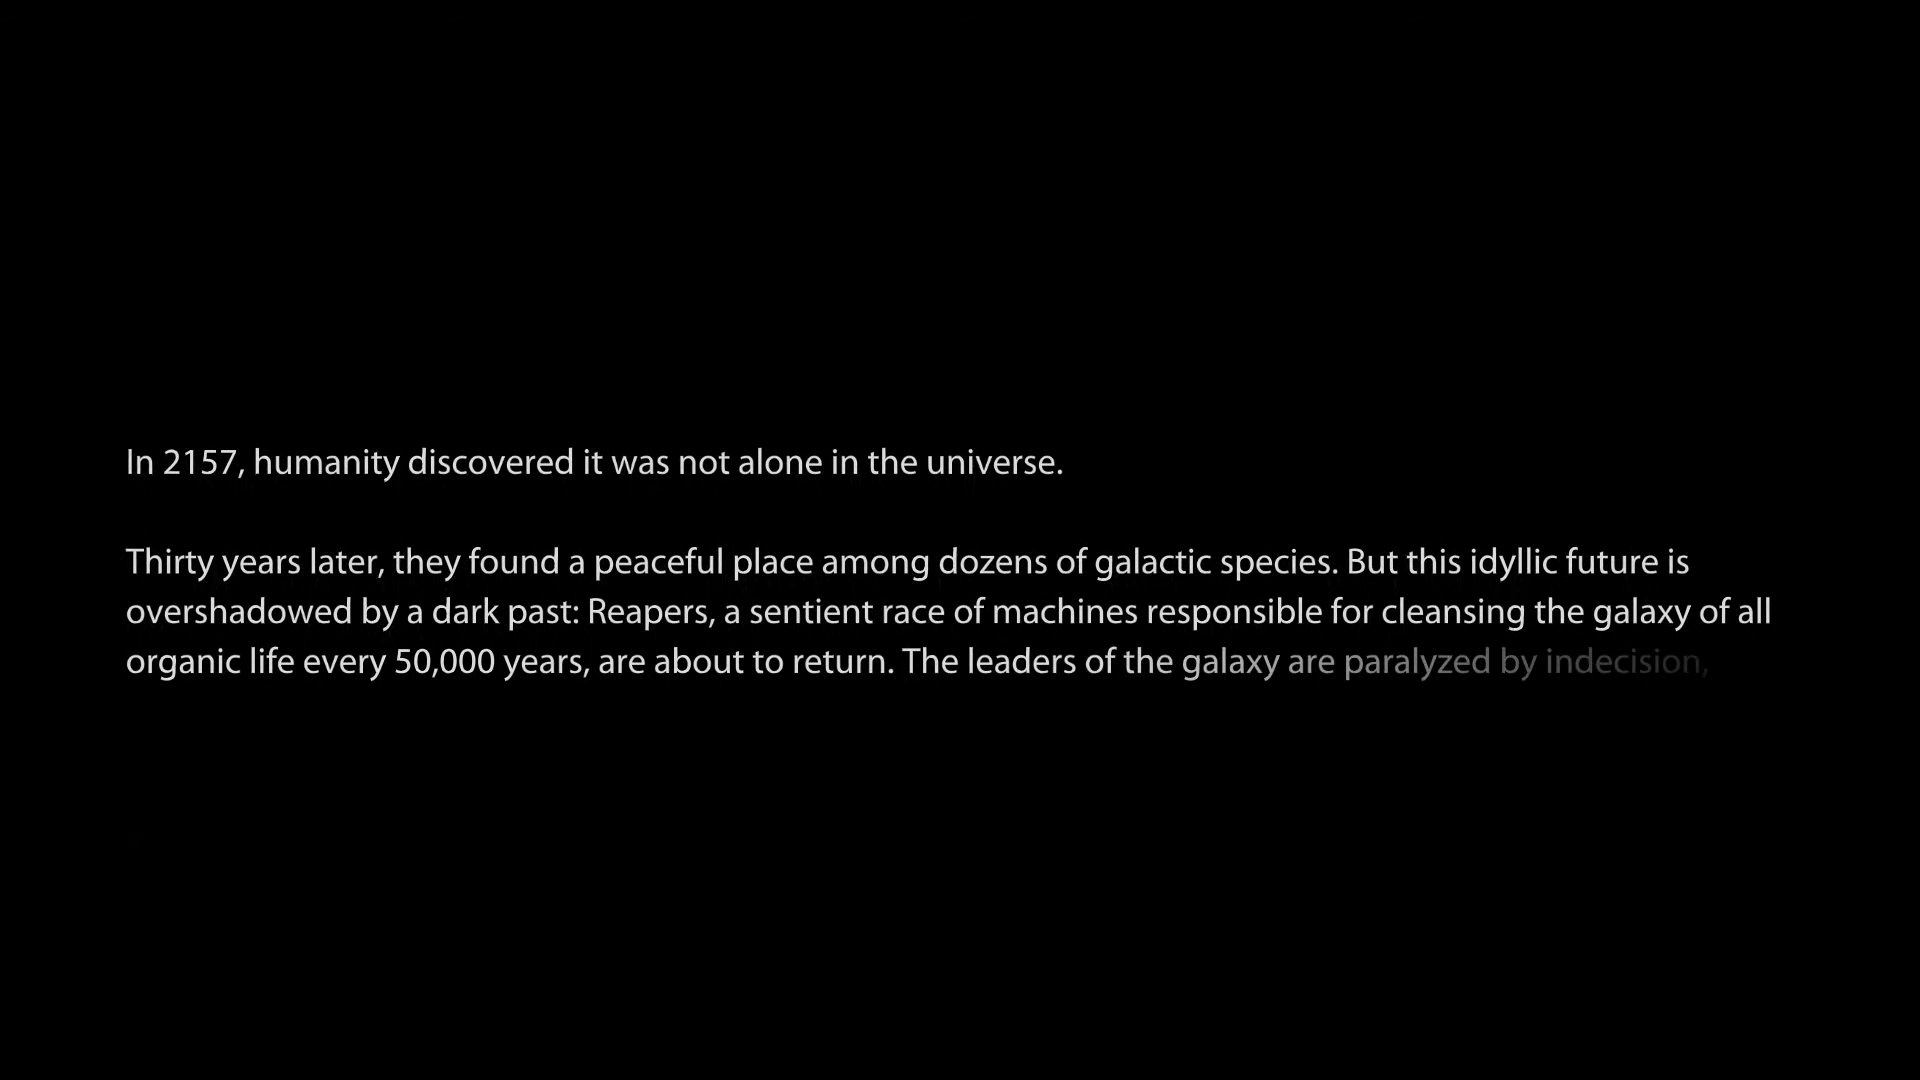 In 2157, humanity discovered it was not alone in the universe.
Thirty years later, they found a peaceful place among dozens of galactic species. But this idyllic future is
overshadowed by a dark past: Reapers, a sentient race of machines responsible for cleansing the galaxy of all
organic life every 50,000 years, are about to return. The leaders of the galaxy are paralyzed by indecision,